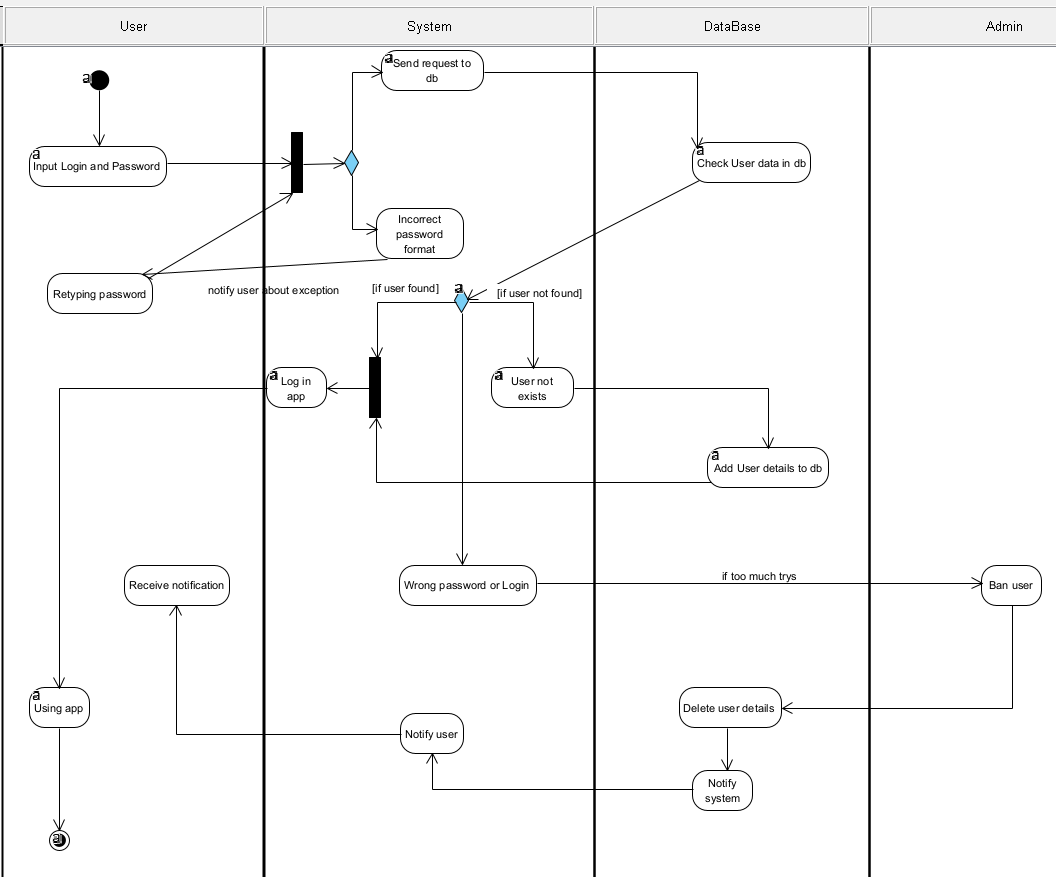 User
System
DataBase
Admin
a
a
Send request to
db
a
Input Login and Password
a
Check User data in db
Incorrect
password
format
Retyping password
notify user about exception
[if user found]
a
[if user not found]
a
Log in
app
a
User not
exists
a
Add User details to db
Receive notification
Wrong password or Login
if too much trys
Ban user
a
Using app
Notify user
Delete user details
Notify
system
a